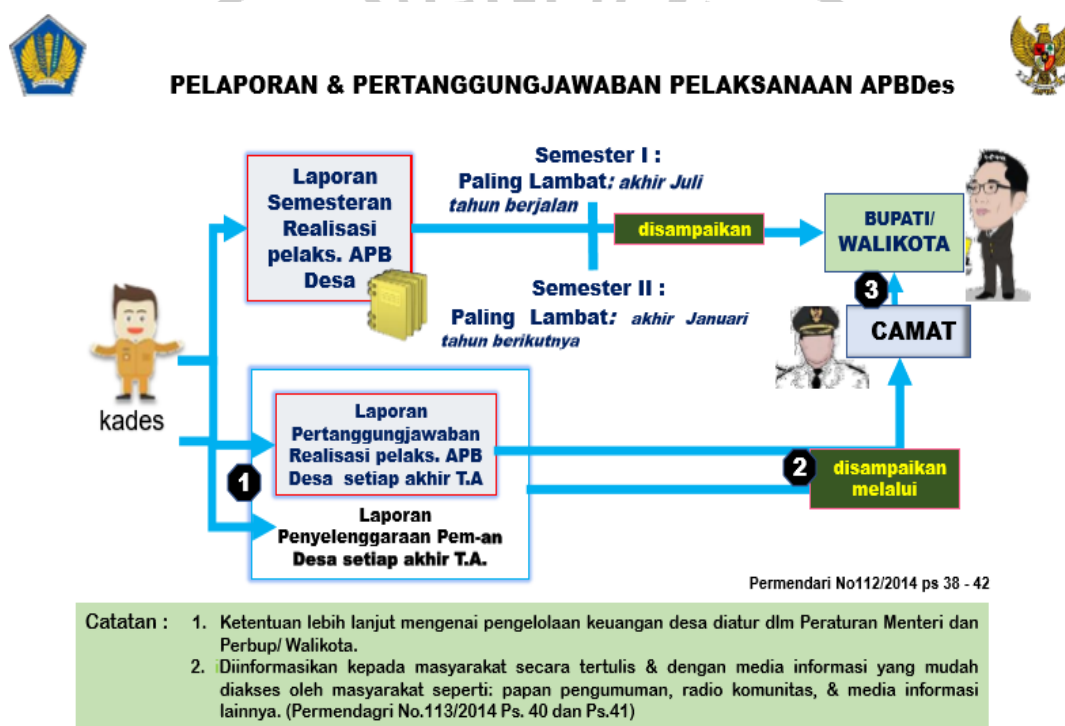 PELAPORAN & PERTANGGUNGJAWABAN PELAKSANAAN APBDes
Laporan
Semesteran
Realisasi
pelaks. APB
Desa
Semester I :
Paling Lambat: akhir Juli
tahun berjalan
disampaikan
BUPATI/
WALIKOTA
Semester II :
Paling Lambat: akhir Januari
tahun berikutnya
3
CAMAT
kades
1
Laporan
Pertanggungjawaban
Realisasi pelaks. APB
Desa setiap akhir T.A
2
disampaikan
melalui
Laporan
Penyelenggaraan Pem-an
Desa setiap akhir T.A.
Permendari No112/2014 ps 38 - 42
Catatan : 1. Ketentuan lebih lanjut mengenai pengelolaan keuangan desa diatur dlm Peraturan Menteri dan
Perbup/ Walikota.
2. Diinformasikan kepada masyarakat secara tertulis & dengan media informasi yang mudah
diakses oleh masyarakat seperti: papan pengumuman, radio komunitas, & media informasi
lainnya. (Permendagri No.113/2014 Ps. 40 dan Ps.41)